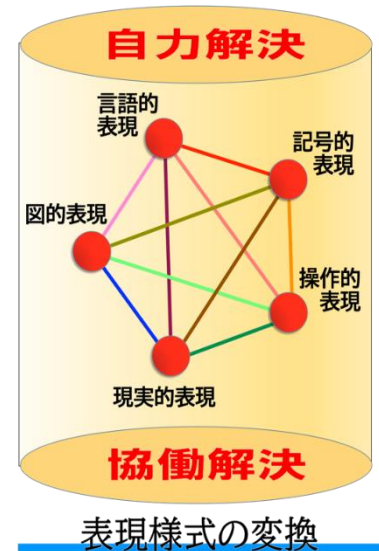 自力解決
言語的
表現
記号的
表現
図的表現
操作的
表現
現実的表現
協働解決
表現様式の変換